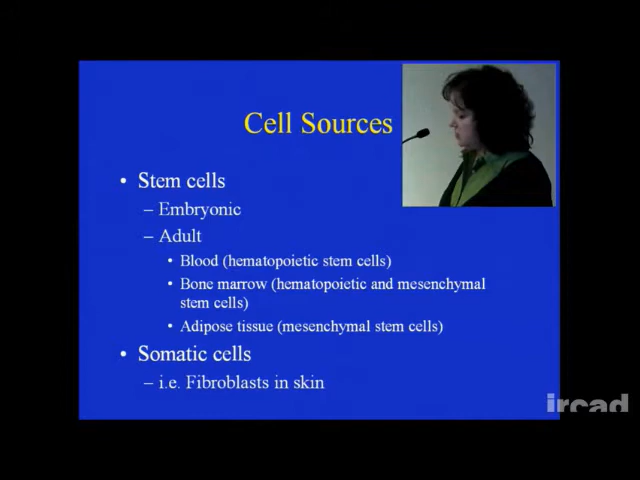 Cell Sources
• Stem cells
– Embryonic
– Adult
• Blood (hematopoietic stem cells)
• Bone marrow (hematopoietic and mesenchymal
stem cells)
• Adipose tissue (mesenchymal stem cells)
• Somatic cells
– i.e. Fibroblasts in skin
ircad